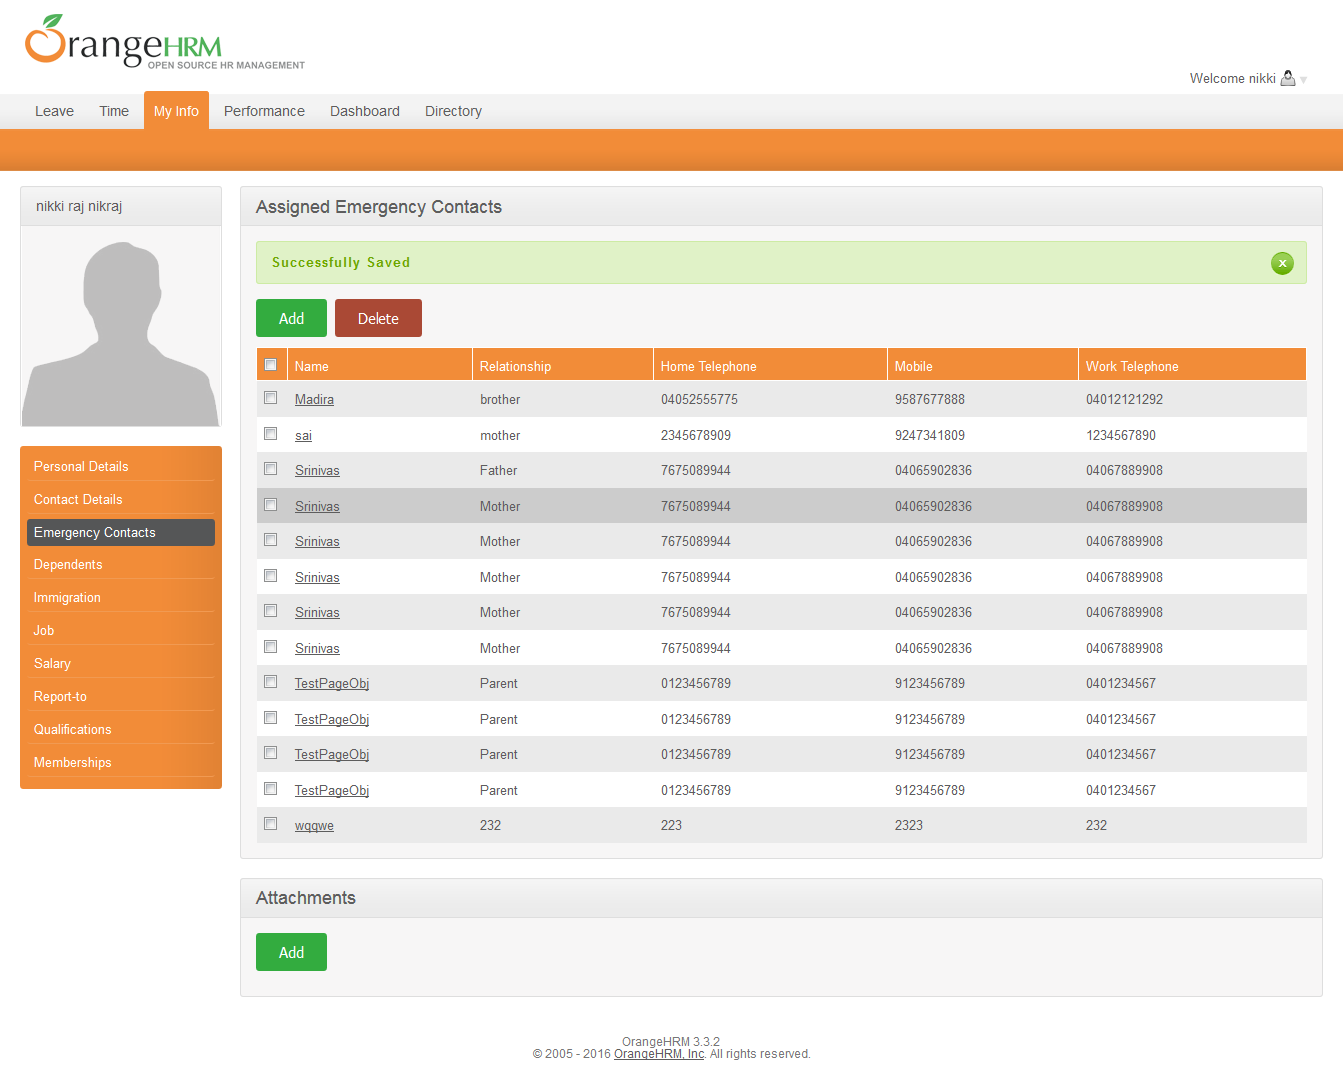 OrangeHRM
OPEN SOURCE HR MANAGEMENT
Welcome nikki
Leave Time My Info Performance Dashboard Directory
nikki raj nikraj
Personal Details
Contact Details
Emergency Contacts
Dependents
Immigration
Job
Salary
Report-to
Qualifications
Memberships
Assigned Emergency Contacts
Successfully Saved x
Add Delete
Name Relationship Home Telephone Mobile Work Telephone
Madira brother 04052555775 9587677888 04012121292
sai mother 2345678909 9247341809 1234567890
Srinivas Father 7675089944 04065902836 04067889908
Srinivas Mother 7675089944 04065902836 04067889908
Srinivas Mother 7675089944 04065902836 04067889908
Srinivas Mother 7675089944 04065902836 04067889908
Srinivas Mother 7675089944 04065902836 04067889908
Srinivas Mother 7675089944 04065902836 04067889908
TestPageObj Parent 0123456789 9123456789 0401234567
TestPageObj Parent 0123456789 9123456789 0401234567
TestPageObj Parent 0123456789 9123456789 0401234567
TestPageObj Parent 0123456789 9123456789 0401234567
wqqwe 232 223 2323 232
Attachments
Add
OrangeHRM 3.3.2
© 2005 - 2016 OrangeHRM, Inc. All rights reserved.